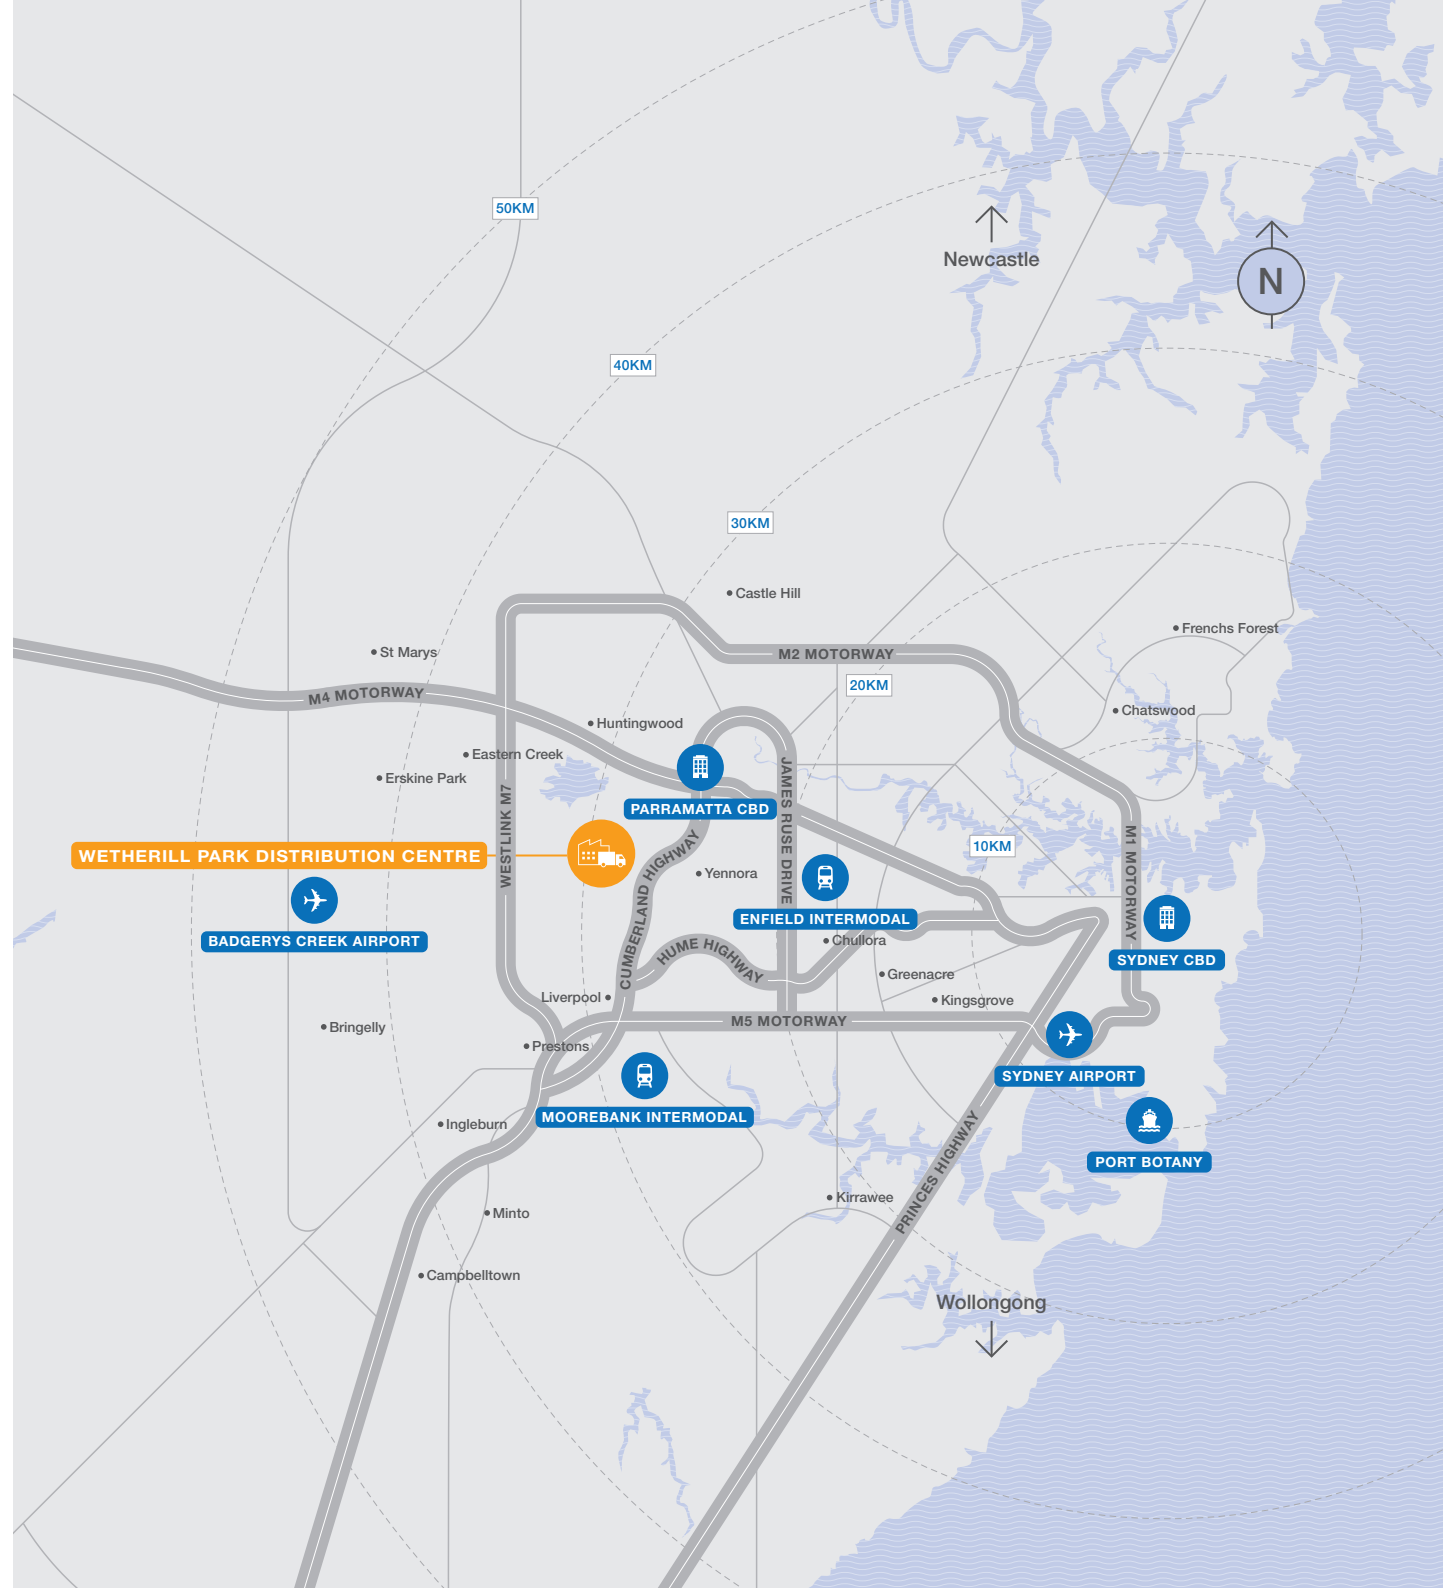 50KM
Newcastle
N
40KM
30KM
Castle Hill
Frenchs Forest
St Marys
M2 MOTORWAY
20KM
M4 MOTORWAY
Huntingwood
Chatswood
Eastern Creek
Erskine Park
WESTLINK M7
JAMES RUSE DRIVE
PARRAMATTA CBD
10KM
M1 MOTORWAY
WETHERILL PARK DISTRIBUTION CENTRE
CUMBERLAND HIGHWAY
Yennora
ENFIELD INTERMODAL
BADGERYS CREEK AIRPORT
HUME HIGHWAY
Chullora
SYDNEY CBD
Greenacre
Liverpool
Kingsgrove
M5 MOTORWAY
Bringelly
Prestons
SYDNEY AIRPORT
MOOREBANK INTERMODAL
Ingleburn
PRINCES HIGHWAY
PORT BOTANY
Kirrawee
Minto
Campbelltown
Wollongong